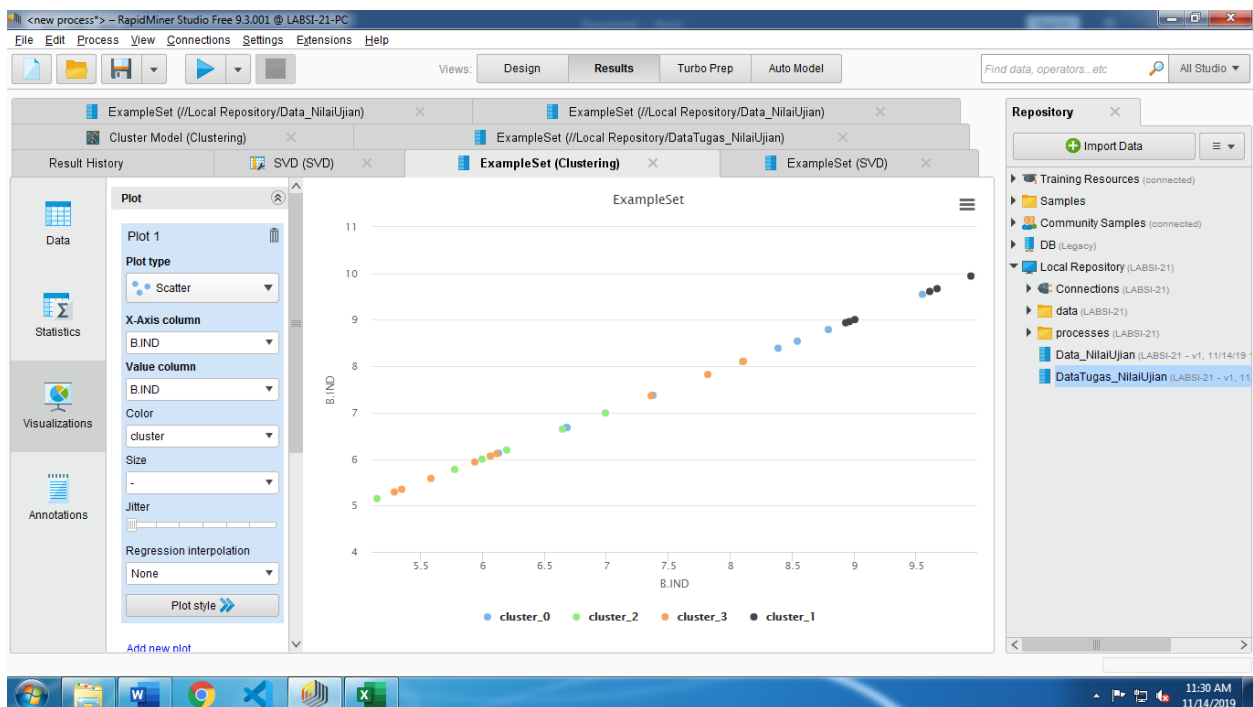 <new process*> – RapidMiner Studio Free 9.3.001 @ LABSI-21-PC
File Edit Process View Connections Settings Extensions Help
Views: Design Results Turbo Prep Auto Model
Find data, operators...etc
All Studio
ExampleSet (//Local Repository/Data_NilaiUjian)
ExampleSet (//Local Repository/Data_NilaiUjian)
Cluster Model (Clustering)
ExampleSet (//Local Repository/DataTugas_NilaiUjian)
Result History
SVD (SVD)
ExampleSet (Clustering)
ExampleSet (SVD)
Data
Statistics
Visualizations
Annotations
Plot
Plot 1
Plot type
Scatter
X-Axis column
B.IND
Value column
B.IND
Color
cluster
Size
-
Jitter
Regression interpolation
None
Plot style
Add new plot
ExampleSet
11
10
9
8
7
6
5
4
B.IND
5.5 6 6.5 7 7.5 8 8.5 9 9.5
B.IND
cluster_0 cluster_2 cluster_3 cluster_1
Repository
Import Data
Training Resources (connected)
Samples
Community Samples (connected)
DB (Legacy)
Local Repository (LABSI-21)
Connections (LABSI-21)
data (LABSI-21)
processes (LABSI-21)
Data_NilaiUjian (LABSI-21 - v1, 11/14/19 1
DataTugas_NilaiUjian (LABSI-21 - v1, 11.
11:30 AM
11/14/2019